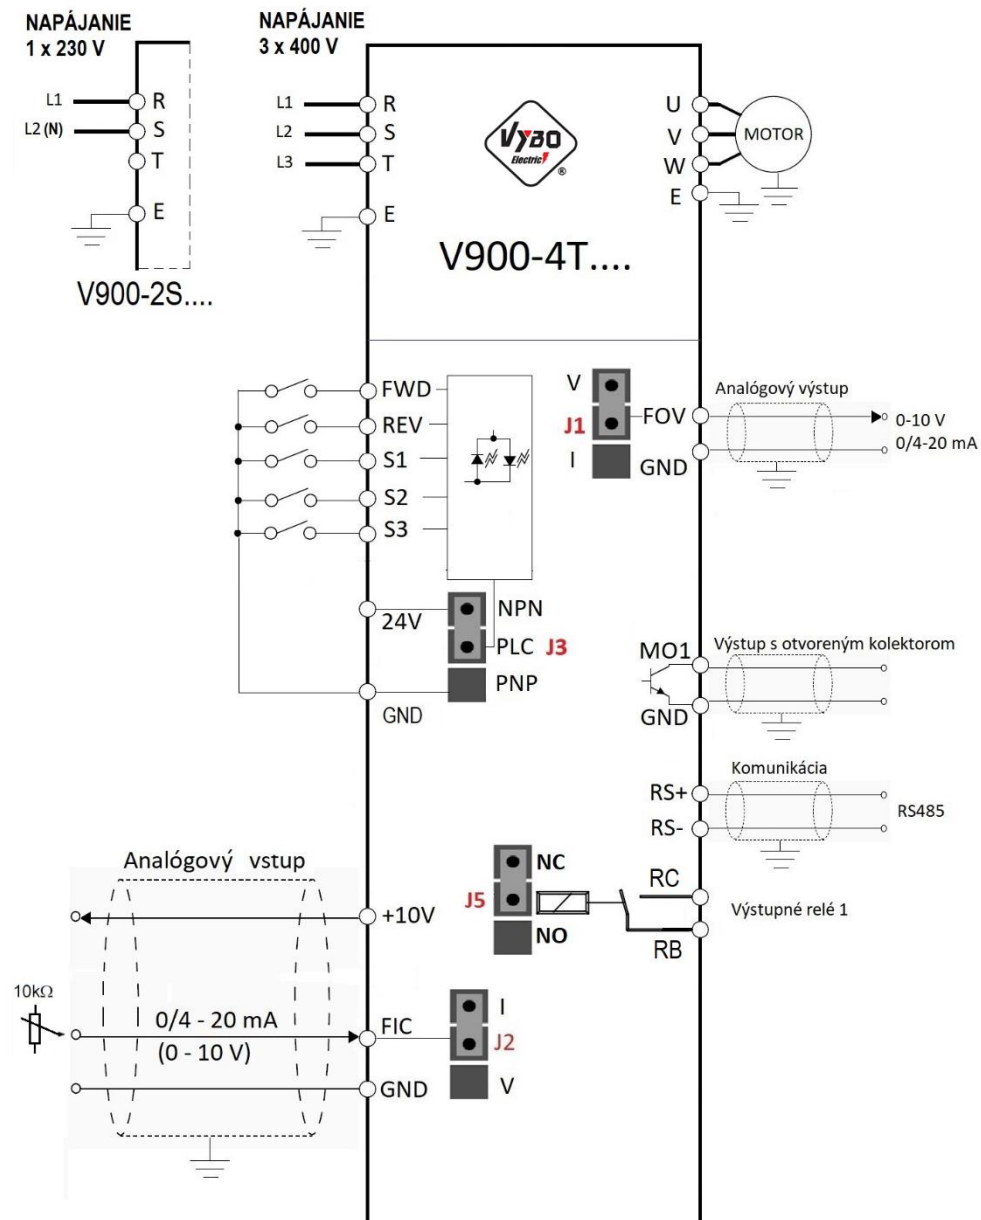 NAPÁJANIE
1 x 230 V
L1
R
L2 (N)
S
T
E
V900-2S....
NAPÁJANIE
3 x 400 V
L1
R
L2
S
L3
T
E
VYBO
Electric
®
V900-4T....
U
V
W
E
MOTOR
FWD
REV
S1
S2
S3
24V
NPN
PLC
J3
PNP
GND
V
J1
I
FOV
GND
Analógový výstup
0-10 V
0/4-20 mA
MO1
GND
Výstup s otvoreným kolektorom
Komunikácia
RS+
RS-
RS485
NC
J5
NO
RC
RB
Výstupné relé 1
Analógový vstup
+10V
10kΩ
0/4 - 20 mA
(0 - 10 V)
FIC
GND
I
J2
V